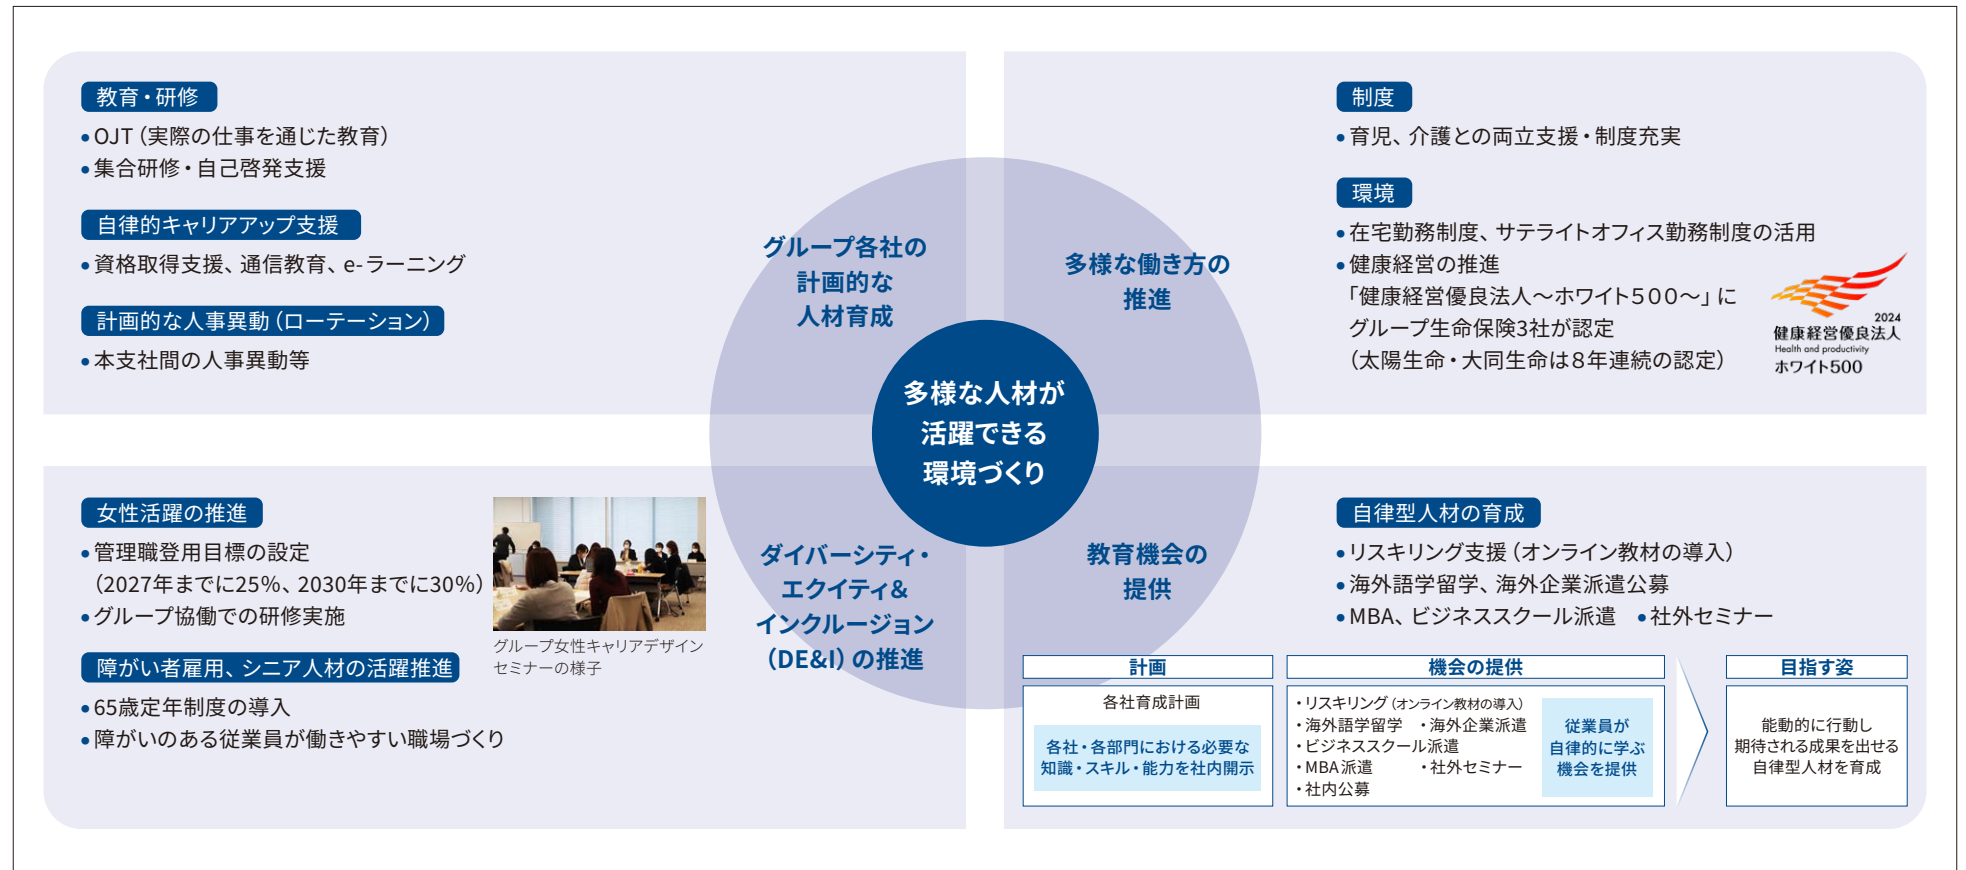 教育・研修
•OJT（実際の仕事を通じた教育）
•集合研修・自己啓発支援
自律的キャリアアップ支援
•資格取得支援、通信教育、e-ラーニング
計画的な人事異動（ローテーション）
•本支社間の人事異動等
グループ各社の
計画的な
人材育成
多様な働き方の
推進
制度
•育児、介護との両立支援・制度充実
環境
•在宅勤務制度、サテライトオフィス勤務制度の活用
•健康経営の推進
「健康経営優良法人～ホワイト５００～」に
グループ生命保険3社が認定
（太陽生命・大同生命は８年連続の認定）
2024
健康経営優良法人
Health and productivity
ホワイト500
多様な人材が
活躍できる
環境づくり
女性活躍の推進
•管理職登用目標の設定
（2027年までに25％、2030年までに30％）
•グループ協働での研修実施
グループ女性キャリアデザイン
セミナーの様子
障がい者雇用、シニア人材の活躍推進
•65歳定年制度の導入
•障がいのある従業員が働きやすい職場づくり
ダイバーシティ・
エクイティ＆
インクルージョン
（DE&I）の推進
教育機会の
提供
自律型人材の育成
•リスキリング支援（オンライン教材の導入）
•海外語学留学、海外企業派遣公募
•MBA、ビジネススクール派遣　•社外セミナー
計画
各社育成計画
各社・各部門における必要な
知識・スキル・能力を社内開示
機会の提供
・リスキリング（オンライン教材の導入）
・海外語学留学　・海外企業派遣
・ビジネススクール派遣
・MBA派遣　・社外セミナー
・社内公募
従業員が
自律的に学ぶ
機会を提供
目指す姿
能動的に行動し
期待される成果を出せる
自律型人材を育成